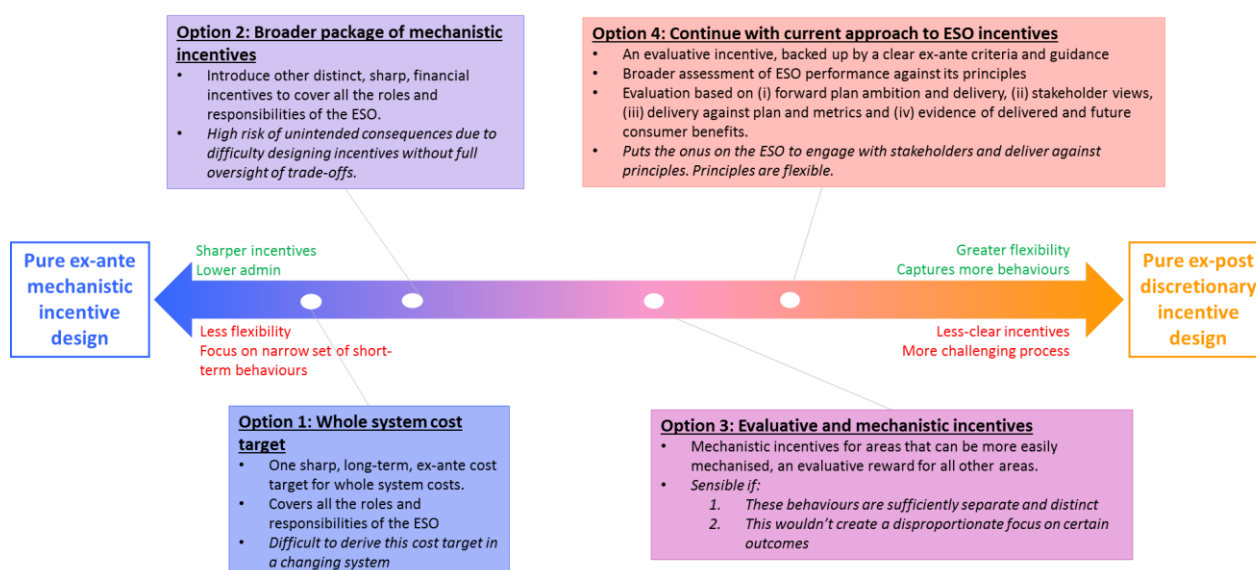 Option 2: Broader package of mechanistic
incentives
• Introduce other distinct, sharp, financial
incentives to cover all the roles and
responsibilities of the ESO.
• High risk of unintended consequences due to
difficulty designing incentives without full
oversight of trade-offs.
Option 4: Continue with current approach to ESO incentives
• An evaluative incentive, backed up by a clear ex-ante criteria and guidance
• Broader assessment of ESO performance against its principles
• Evaluation based on (i) forward plan ambition and delivery, (ii) stakeholder views,
(iii) delivery against plan and metrics and (iv) evidence of delivered and future
consumer benefits.
• Puts the onus on the ESO to engage with stakeholders and deliver against
principles. Principles are flexible.
Pure ex-ante
mechanistic
incentive
design
Sharper incentives
Lower admin
Greater flexibility
Captures more behaviours
Pure ex-post
discretionary
incentive
design
Less flexibility
Focus on narrow set of short-
term behaviours
Less-clear incentives
More challenging process
Option 1: Whole system cost
target
• One sharp, long-term, ex-ante cost
target for whole system costs.
• Covers all the roles and
responsibilities of the ESO
• Difficult to derive this cost target in
a changing system
Option 3: Evaluative and mechanistic incentives
• Mechanistic incentives for areas that can be more easily
mechanised, an evaluative reward for all other areas.
• Sensible if:
1. These behaviours are sufficiently separate and distinct
2. This wouldn't create a disproportionate focus on certain
outcomes